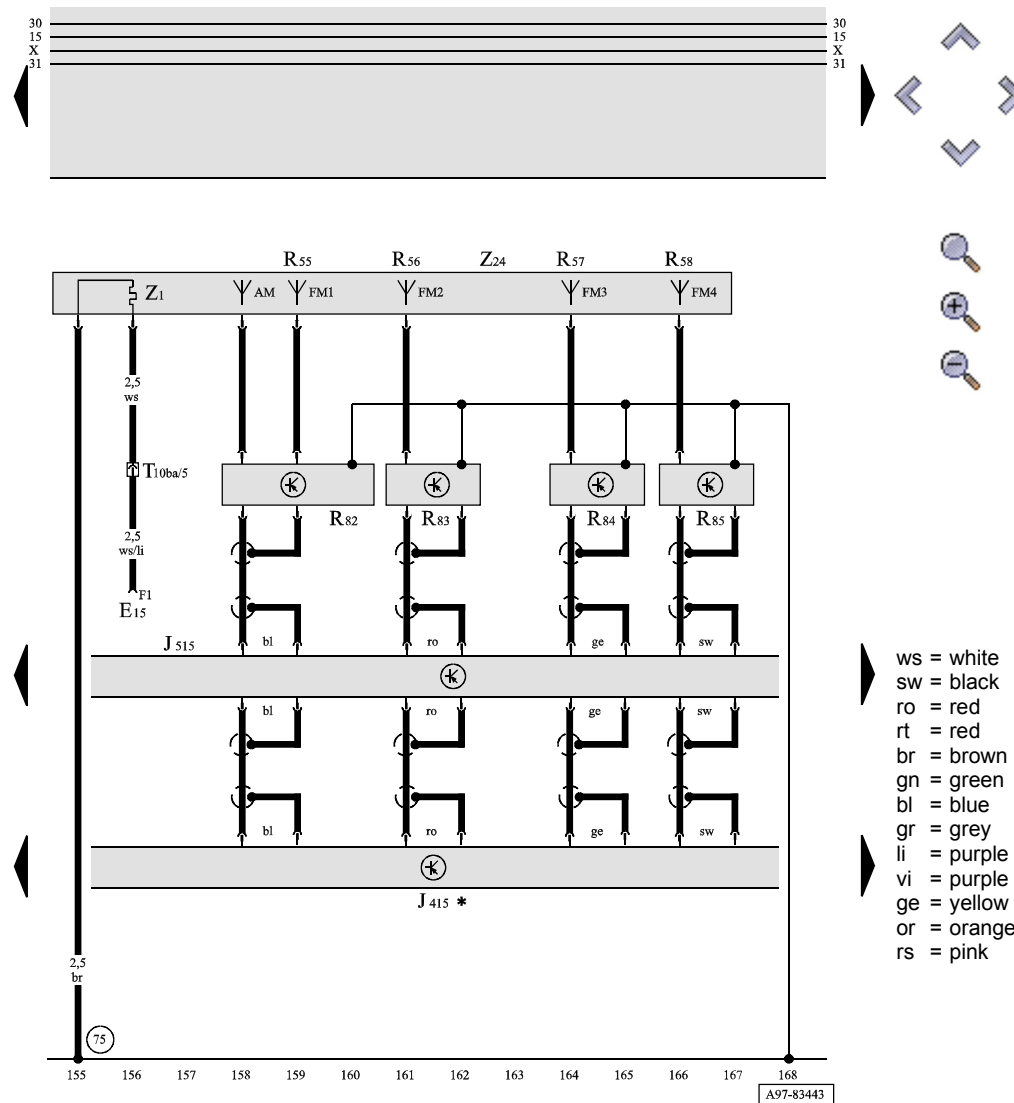 30 30
15 15
X X
31 31
R55 R56 Z24 R57 R58
Z1 AM FM1 FM2 FM3 FM4
2,5
ws
T10ba/5
R82 R83 R84 R85
2,5
ws/li
F1
E15
J515 bl ro ge sw
bl ro ge sw
bl ro ge sw
J415 *
ws = white
sw = black
ro = red
rt = red
br = brown
gn = green
bl = blue
gr = grey
li = purple
vi = purple
ge = yellow
or = orange
rs = pink
2,5
br
75
155 156 157 158 159 160 161 162 163 164 165 166 167 168
A97-83443